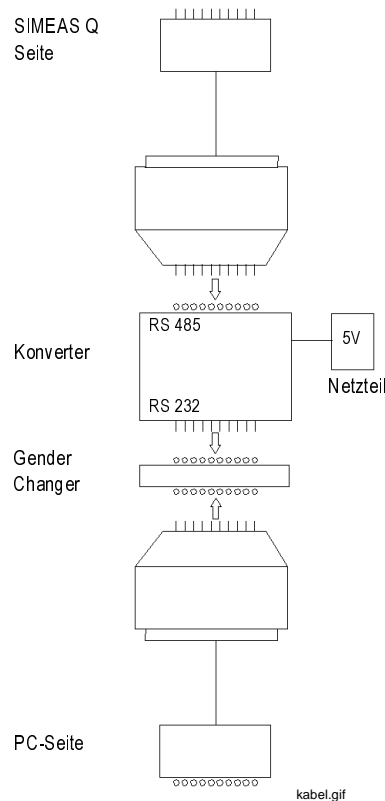 SIMEAS Q
Seite
RS 485
Konverter
5V
Netzteil
RS 232
Gender
Changer
PC-Seite
kabel.gif